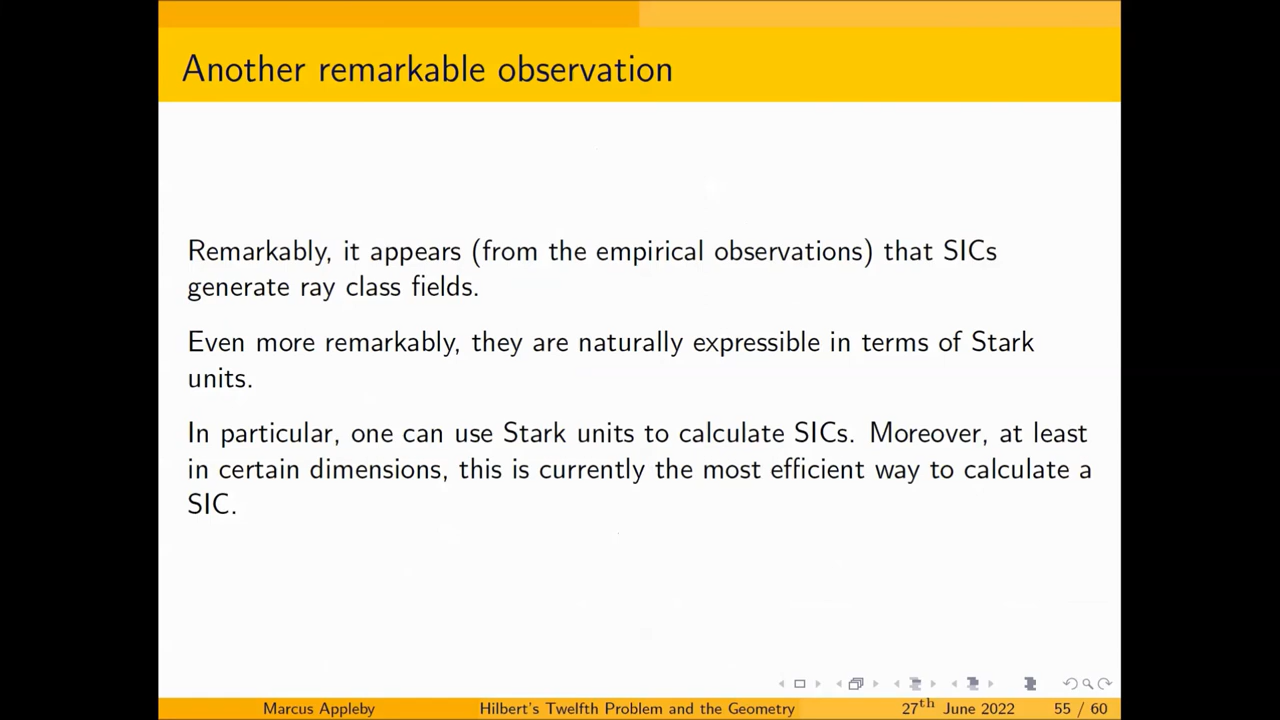 Another remarkable observation
Remarkably, it appears (from the empirical observations) that SICs
generate ray class fields.
Even more remarkably, they are naturally expressible in terms of Stark
units.
In particular, one can use Stark units to calculate SICs. Moreover, at least
in certain dimensions, this is currently the most efficient way to calculate a
SIC.
Marcus Appleby Hilbert's Twelfth Problem and the Geometry 27th June 2022 55 / 60